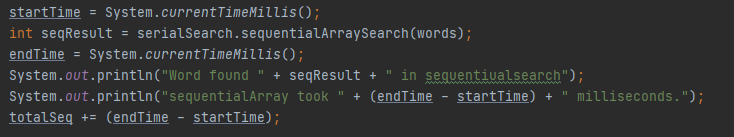 startTime = System.currentTimeMillis();
int seqResult = serialSearch.sequentialArraySearch(words);
endTime = System.currentTimeMillis();
System.out.println("Word found " + seqResult + " in sequentiualsearch");
System.out.println("sequentialArray took " + (endTime - startTime) + " milliseconds.");
totalSeq += (endTime - startTime);